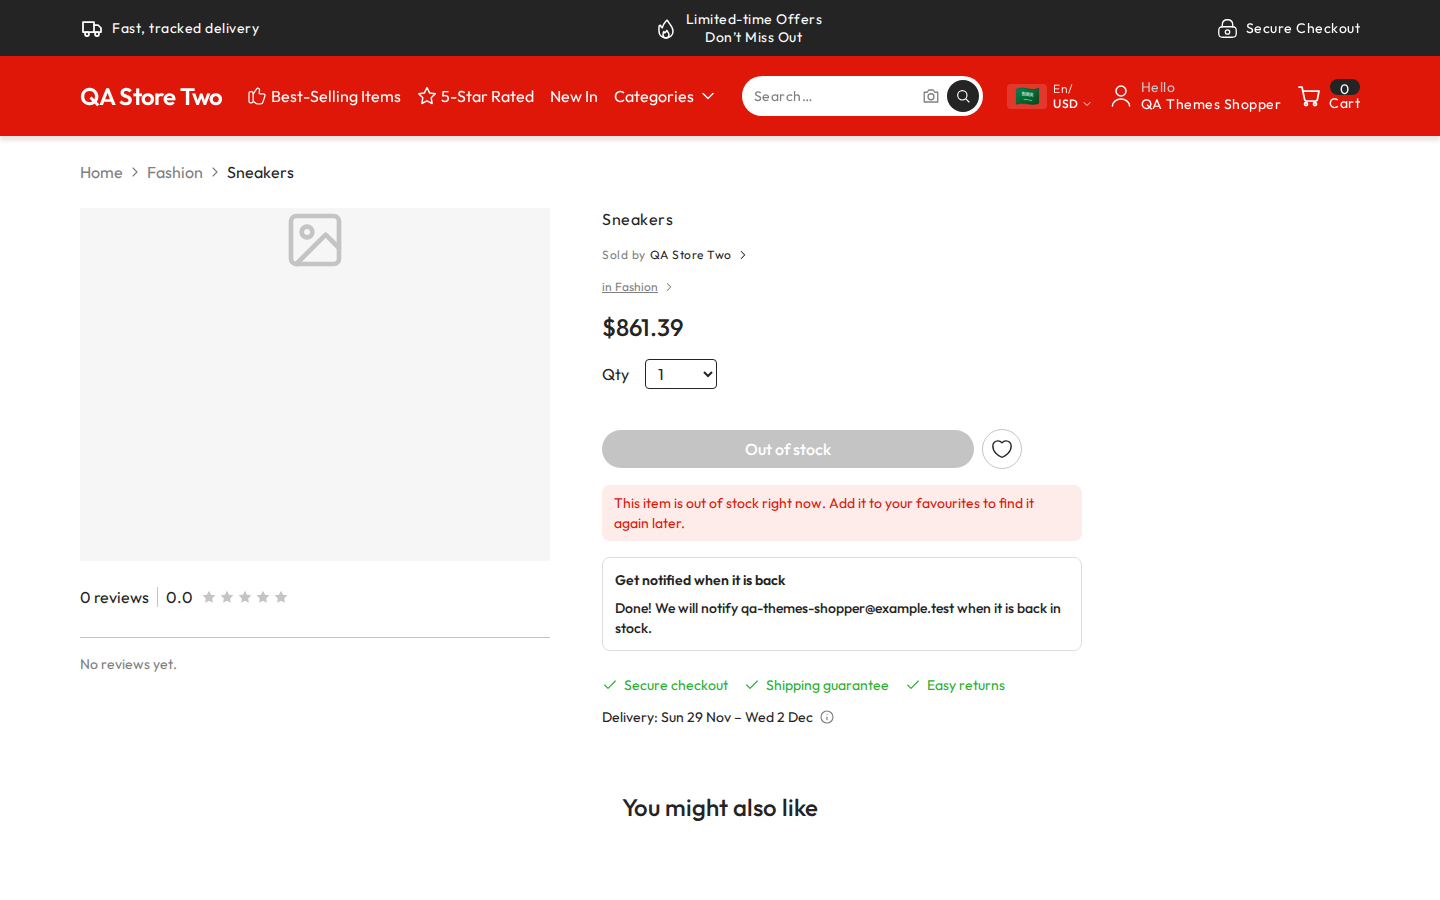 Fast, tracked delivery
Limited-time Offers
Don’t Miss Out
Secure Checkout
QA Store Two
Best-Selling Items
5-Star Rated
New In
Categories
Search...
En/
USD
Hello
QA Themes Shopper
0
Cart
Home > Fashion > Sneakers
Sneakers
Sold by QA Store Two
in Fashion
$861.39
Qty 1
Out of stock
This item is out of stock right now. Add it to your favourites to find it
again later.
Get notified when it is back
Done! We will notify qa-themes-shopper@example.test when it is back in
stock.
0 reviews 0.0
No reviews yet.
Secure checkout
Shipping guarantee
Easy returns
Delivery: Sun 29 Nov – Wed 2 Dec
You might also like